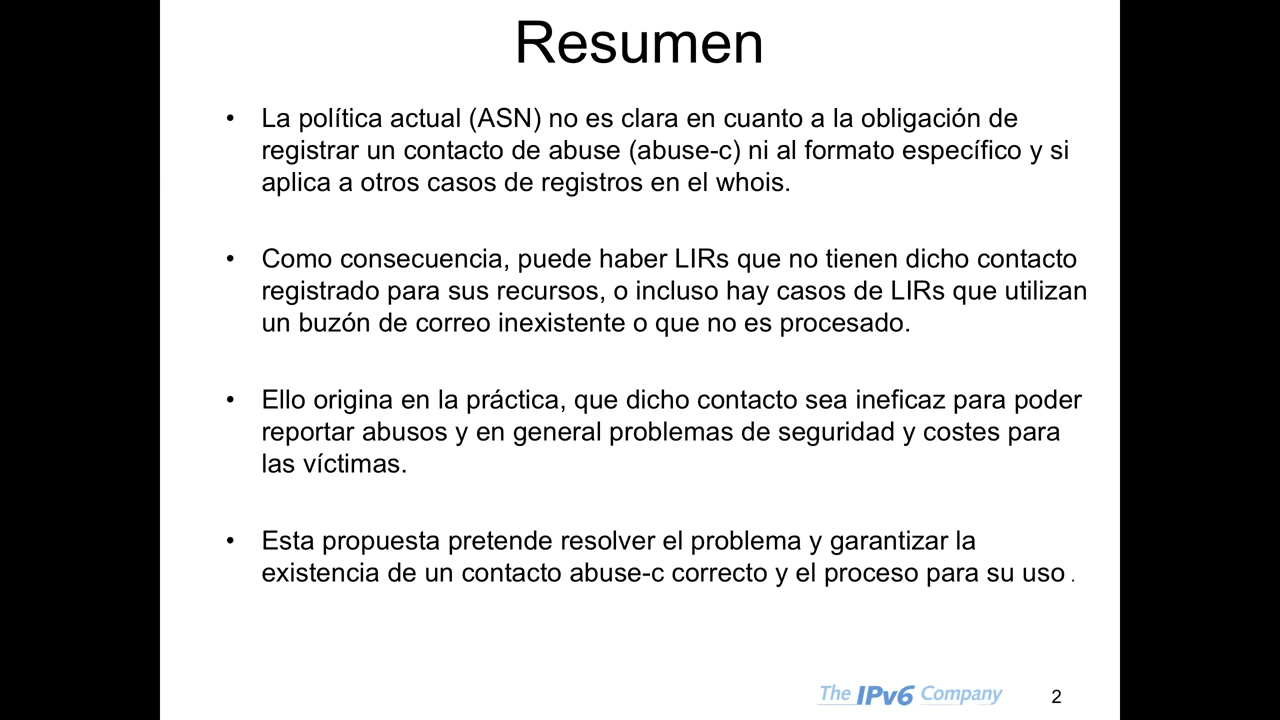 Resumen
• La política actual (ASN) no es clara en cuanto a la obligación de
registrar un contacto de abuse (abuse-c) ni al formato específico y si
aplica a otros casos de registros en el whois.
• Como consecuencia, puede haber LIRs que no tienen dicho contacto
registrado para sus recursos, o incluso hay casos de LIRs que utilizan
un buzón de correo inexistente o que no es procesado.
• Ello origina en la práctica, que dicho contacto sea ineficaz para poder
reportar abusos y en general problemas de seguridad y costes para
las víctimas.
• Esta propuesta pretende resolver el problema y garantizar la
existencia de un contacto abuse-c correcto y el proceso para su uso .
The IPv6 Company
2